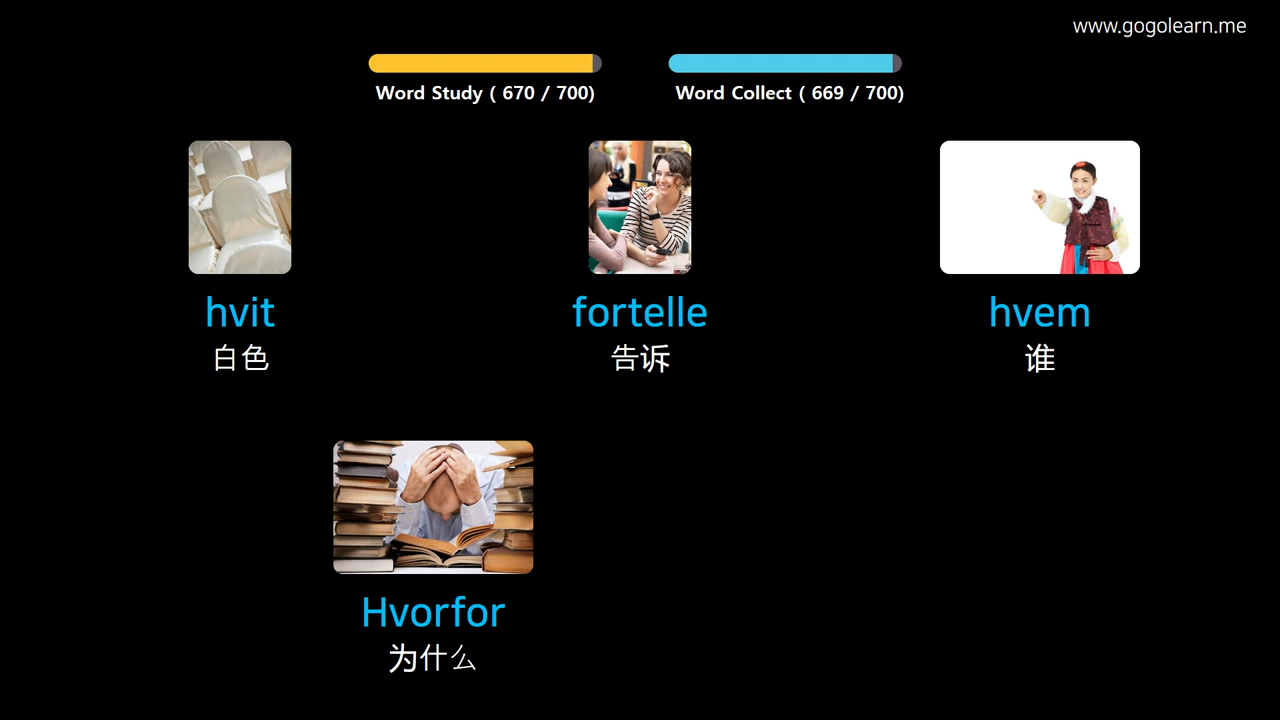 www.gogolearn.me
Word Study ( 670 / 700)
Word Collect ( 669 / 700)
hvit
白色
fortelle
告诉
hvem
谁
Hvorfor
为什么